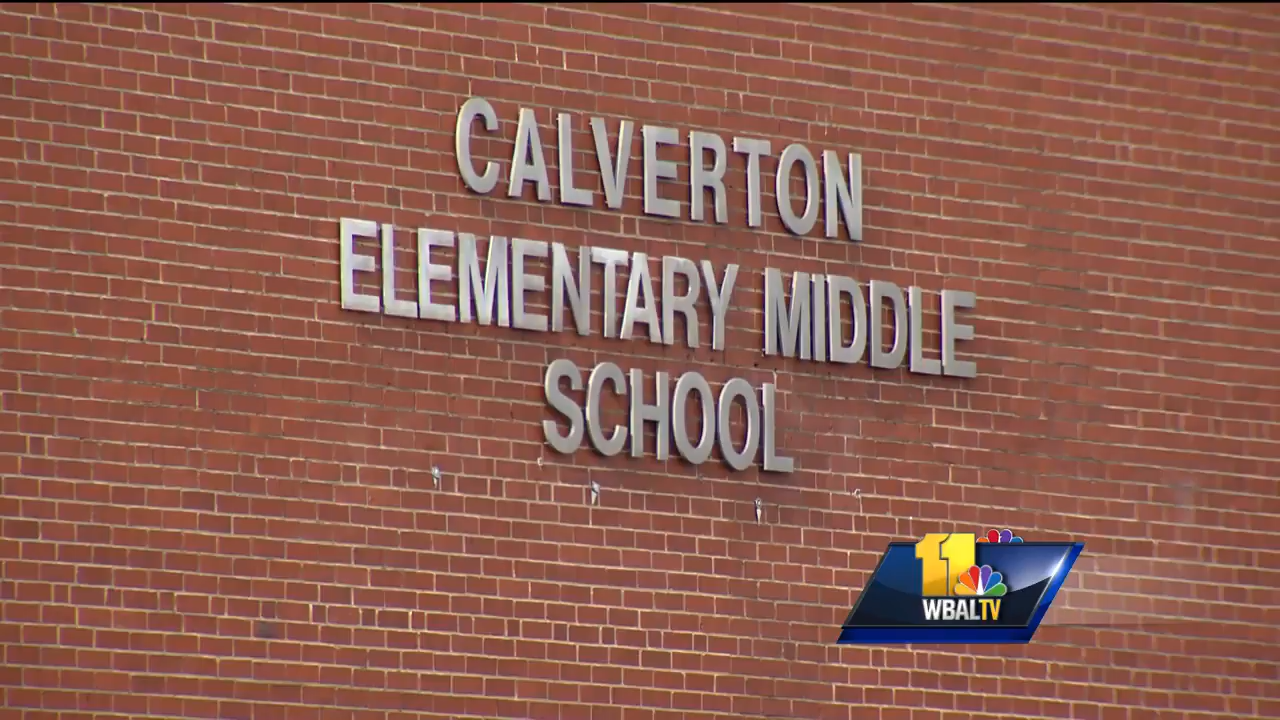 CALVERTON
ELEMENTARY MIDDLE
SCHOOL
11
WBALTV